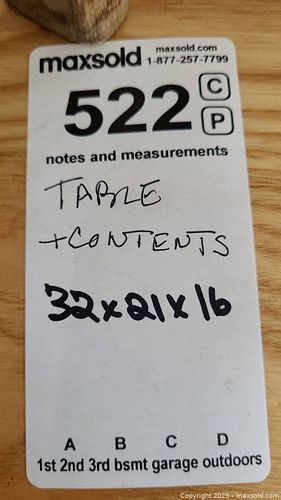 maxsold maxsold.com
1-877-257-7799
522 C
P
notes and measurements
TABLE
+CONTENTS
32x21x16
A B C D
1st 2nd 3rd bsmt garage outdoors
Copyright © 2025 - maxsold.com